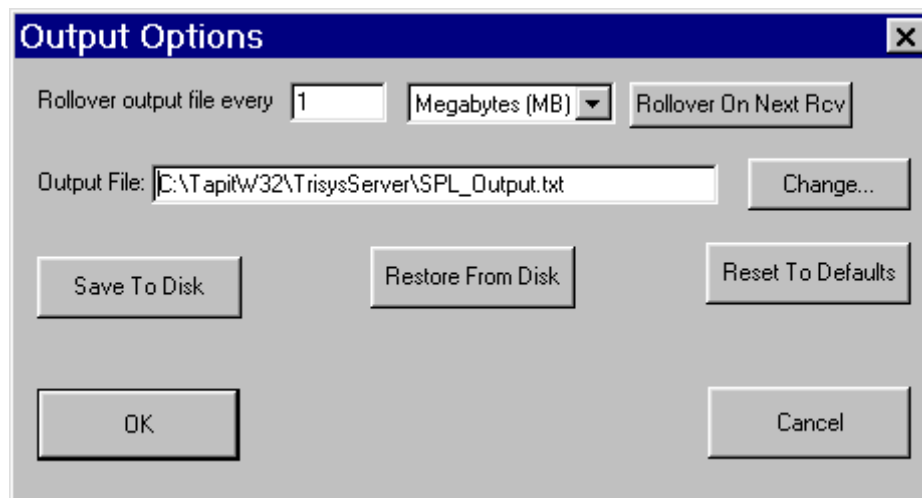 Output Options
Rollover output file every 1 Megabytes (MB) Rollover On Next Rcv
Output File: C:\TapitW32\TrisysServer\SPL_Output.txt Change...
Save To Disk Restore From Disk Reset To Defaults
OK Cancel